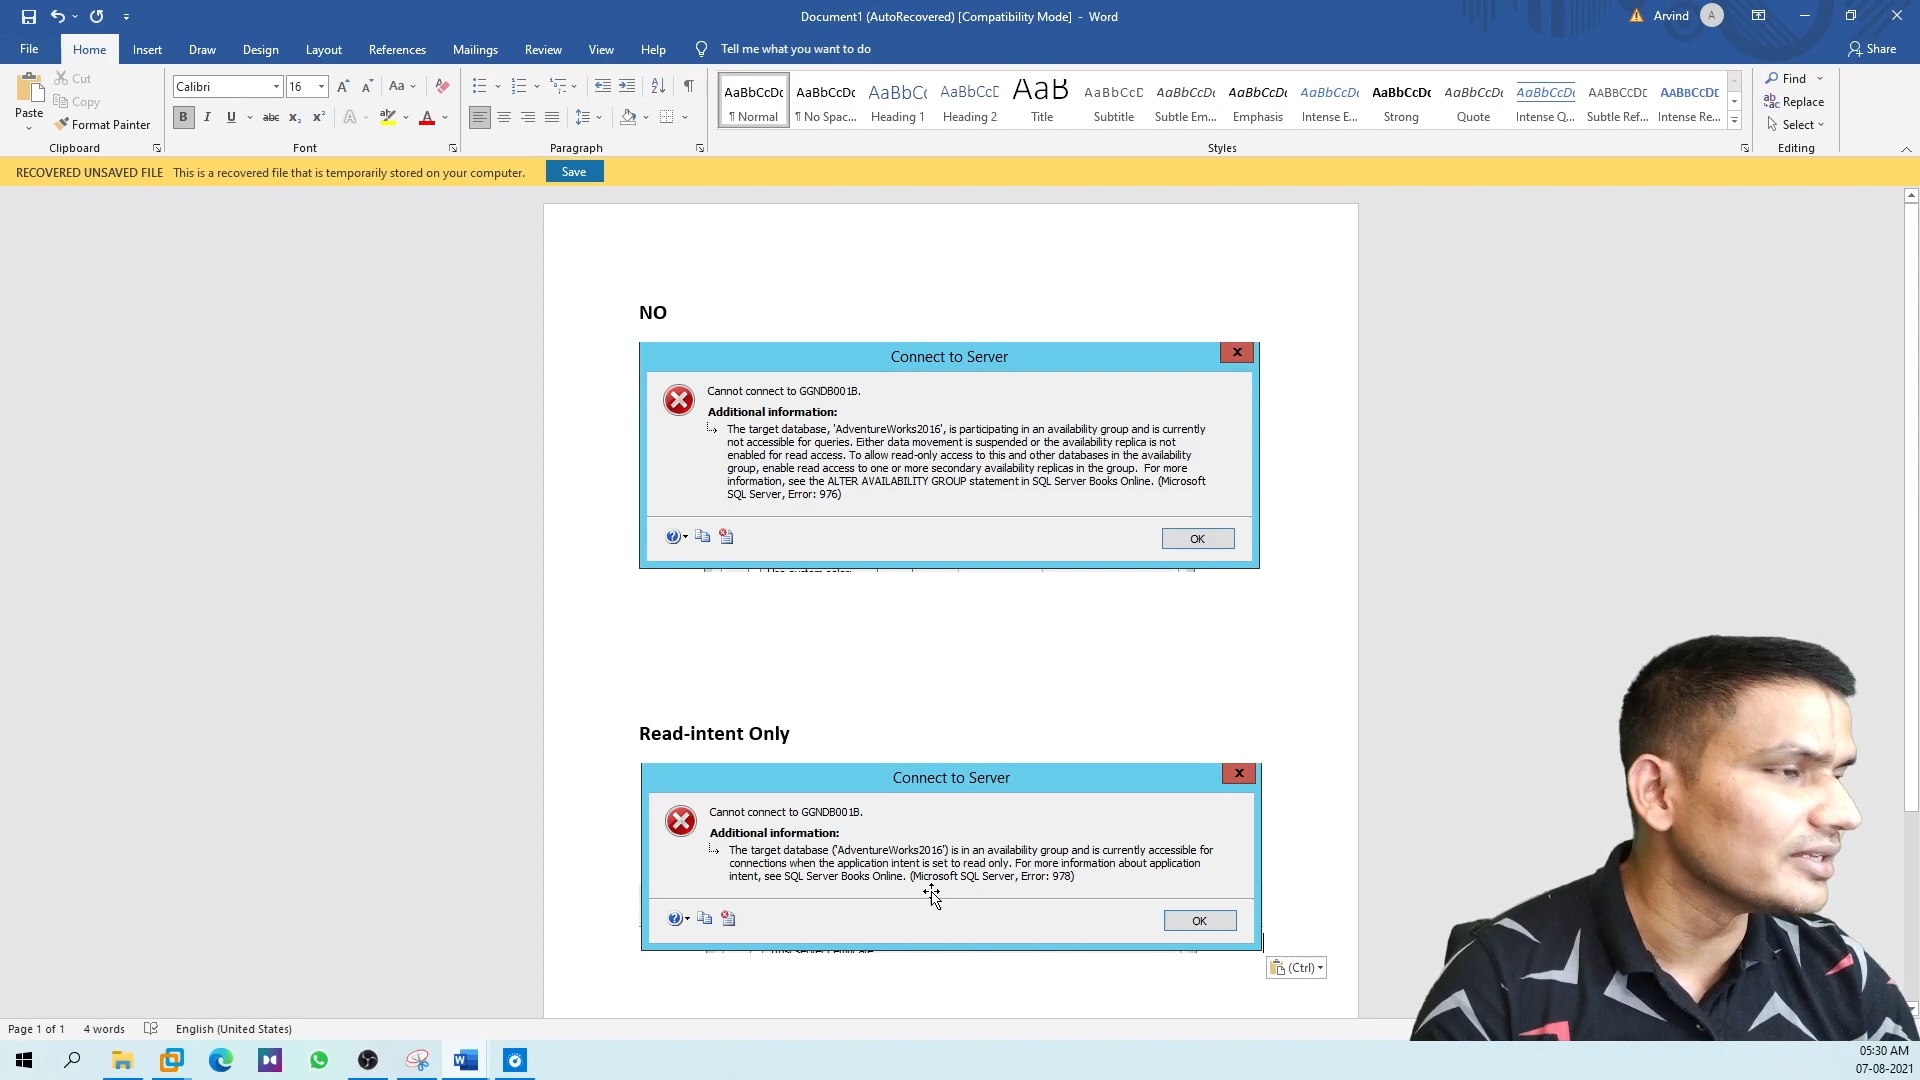 Document1 (AutoRecovered) [Compatibility Mode] - Word
Arvind
A
File Home Insert Draw Design Layout References Mailings Review View Help Tell me what you want to do
Share
Paste
Cut
Copy
Format Painter
Clipboard
Calibri 16
Font
Paragraph
AaBbCcDc AaBbCcDc AaBbCc AaBbCcD AaB AaBbCcD AaBbCcDc AaBbCcDc AaBbCcDc AaBbCcDc AaBbCcDc AaBbCcDc AABBCCDE AABBCCDE
¶ Normal ¶ No Spac... Heading 1 Heading 2 Title Subtitle Subtle Em... Emphasis Intense E... Strong Quote Intense Q... Subtle Ref... Intense Re...
Styles
Find
Replace
Select
Editing
RECOVERED UNSAVED FILE This is a recovered file that is temporarily stored on your computer. Save
NO
Connect to Server
Cannot connect to GGNDB001B.
Additional information:
The target database, 'AdventureWorks2016', is participating in an availability group and is currently
not accessible for queries. Either data movement is suspended or the availability replica is not
enabled for read access. To allow read-only access to this and other databases in the availability
group, enable read access to one or more secondary availability replicas in the group. For more
information, see the ALTER AVAILABILITY GROUP statement in SQL Server Books Online. (Microsoft
SQL Server, Error: 976)
OK
Read-intent Only
Connect to Server
Cannot connect to GGNDB001B.
Additional information:
The target database ('AdventureWorks2016') is in an availability group and is currently accessible for
connections when the application intent is set to read only. For more information about application
intent, see SQL Server Books Online. (Microsoft SQL Server, Error: 978)
OK
(Ctrl)
Page 1 of 1 4 words English (United States)
05:30 AM
07-08-2021